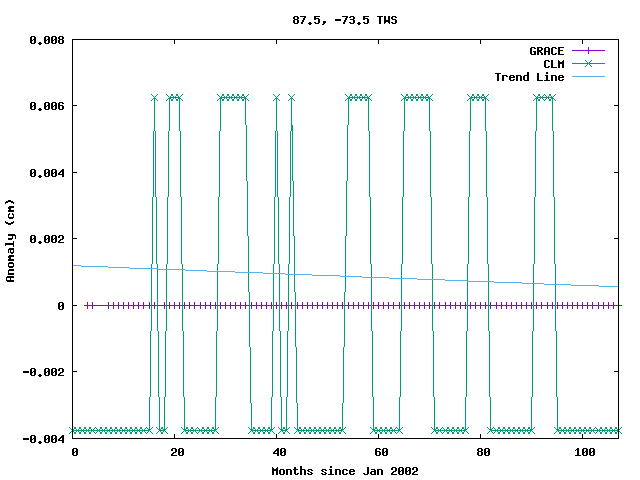 87.5, -73.5 TWS
GRACE
CLM
Trend Line
0.008
0.006
0.004
0.002
0
-0.002
-0.004
Anomaly (cm)
0 20 40 60 80 100
Months since Jan 2002